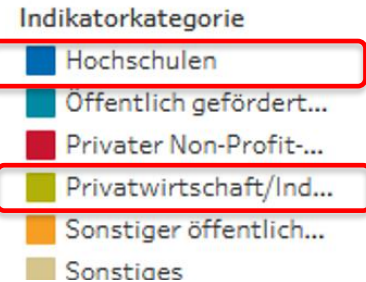 Indikatorkategorie
Hochschulen
Öffentlich gefördert...
Privater Non-Profit-...
Privatwirtschaft/Ind...
Sonstiger öffentlich...
Sonstiges